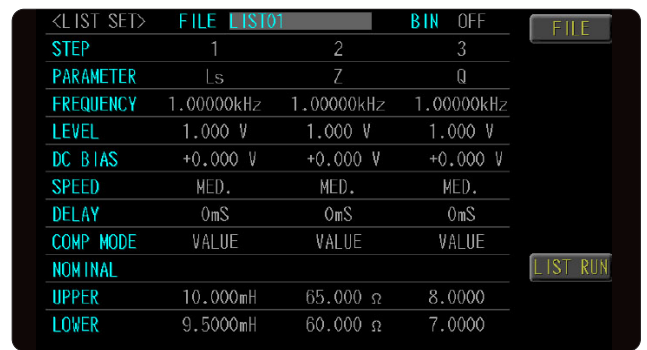 <LIST SET> FILE LIST01 BIN OFF FILE
STEP 1 2 3
PARAMETER Ls Z Q
FREQUENCY 1.00000kHz 1.00000kHz 1.00000kHz
LEVEL 1.000 V 1.000 V 1.000 V
DC BIAS +0.000 V +0.000 V +0.000 V
SPEED MED. MED. MED.
DELAY 0mS 0mS 0mS
COMP MODE VALUE VALUE VALUE
NOMINAL LIST RUN
UPPER 10.000mH 65.000 Ω 8.0000
LOWER 9.5000mH 60.000 Ω 7.0000